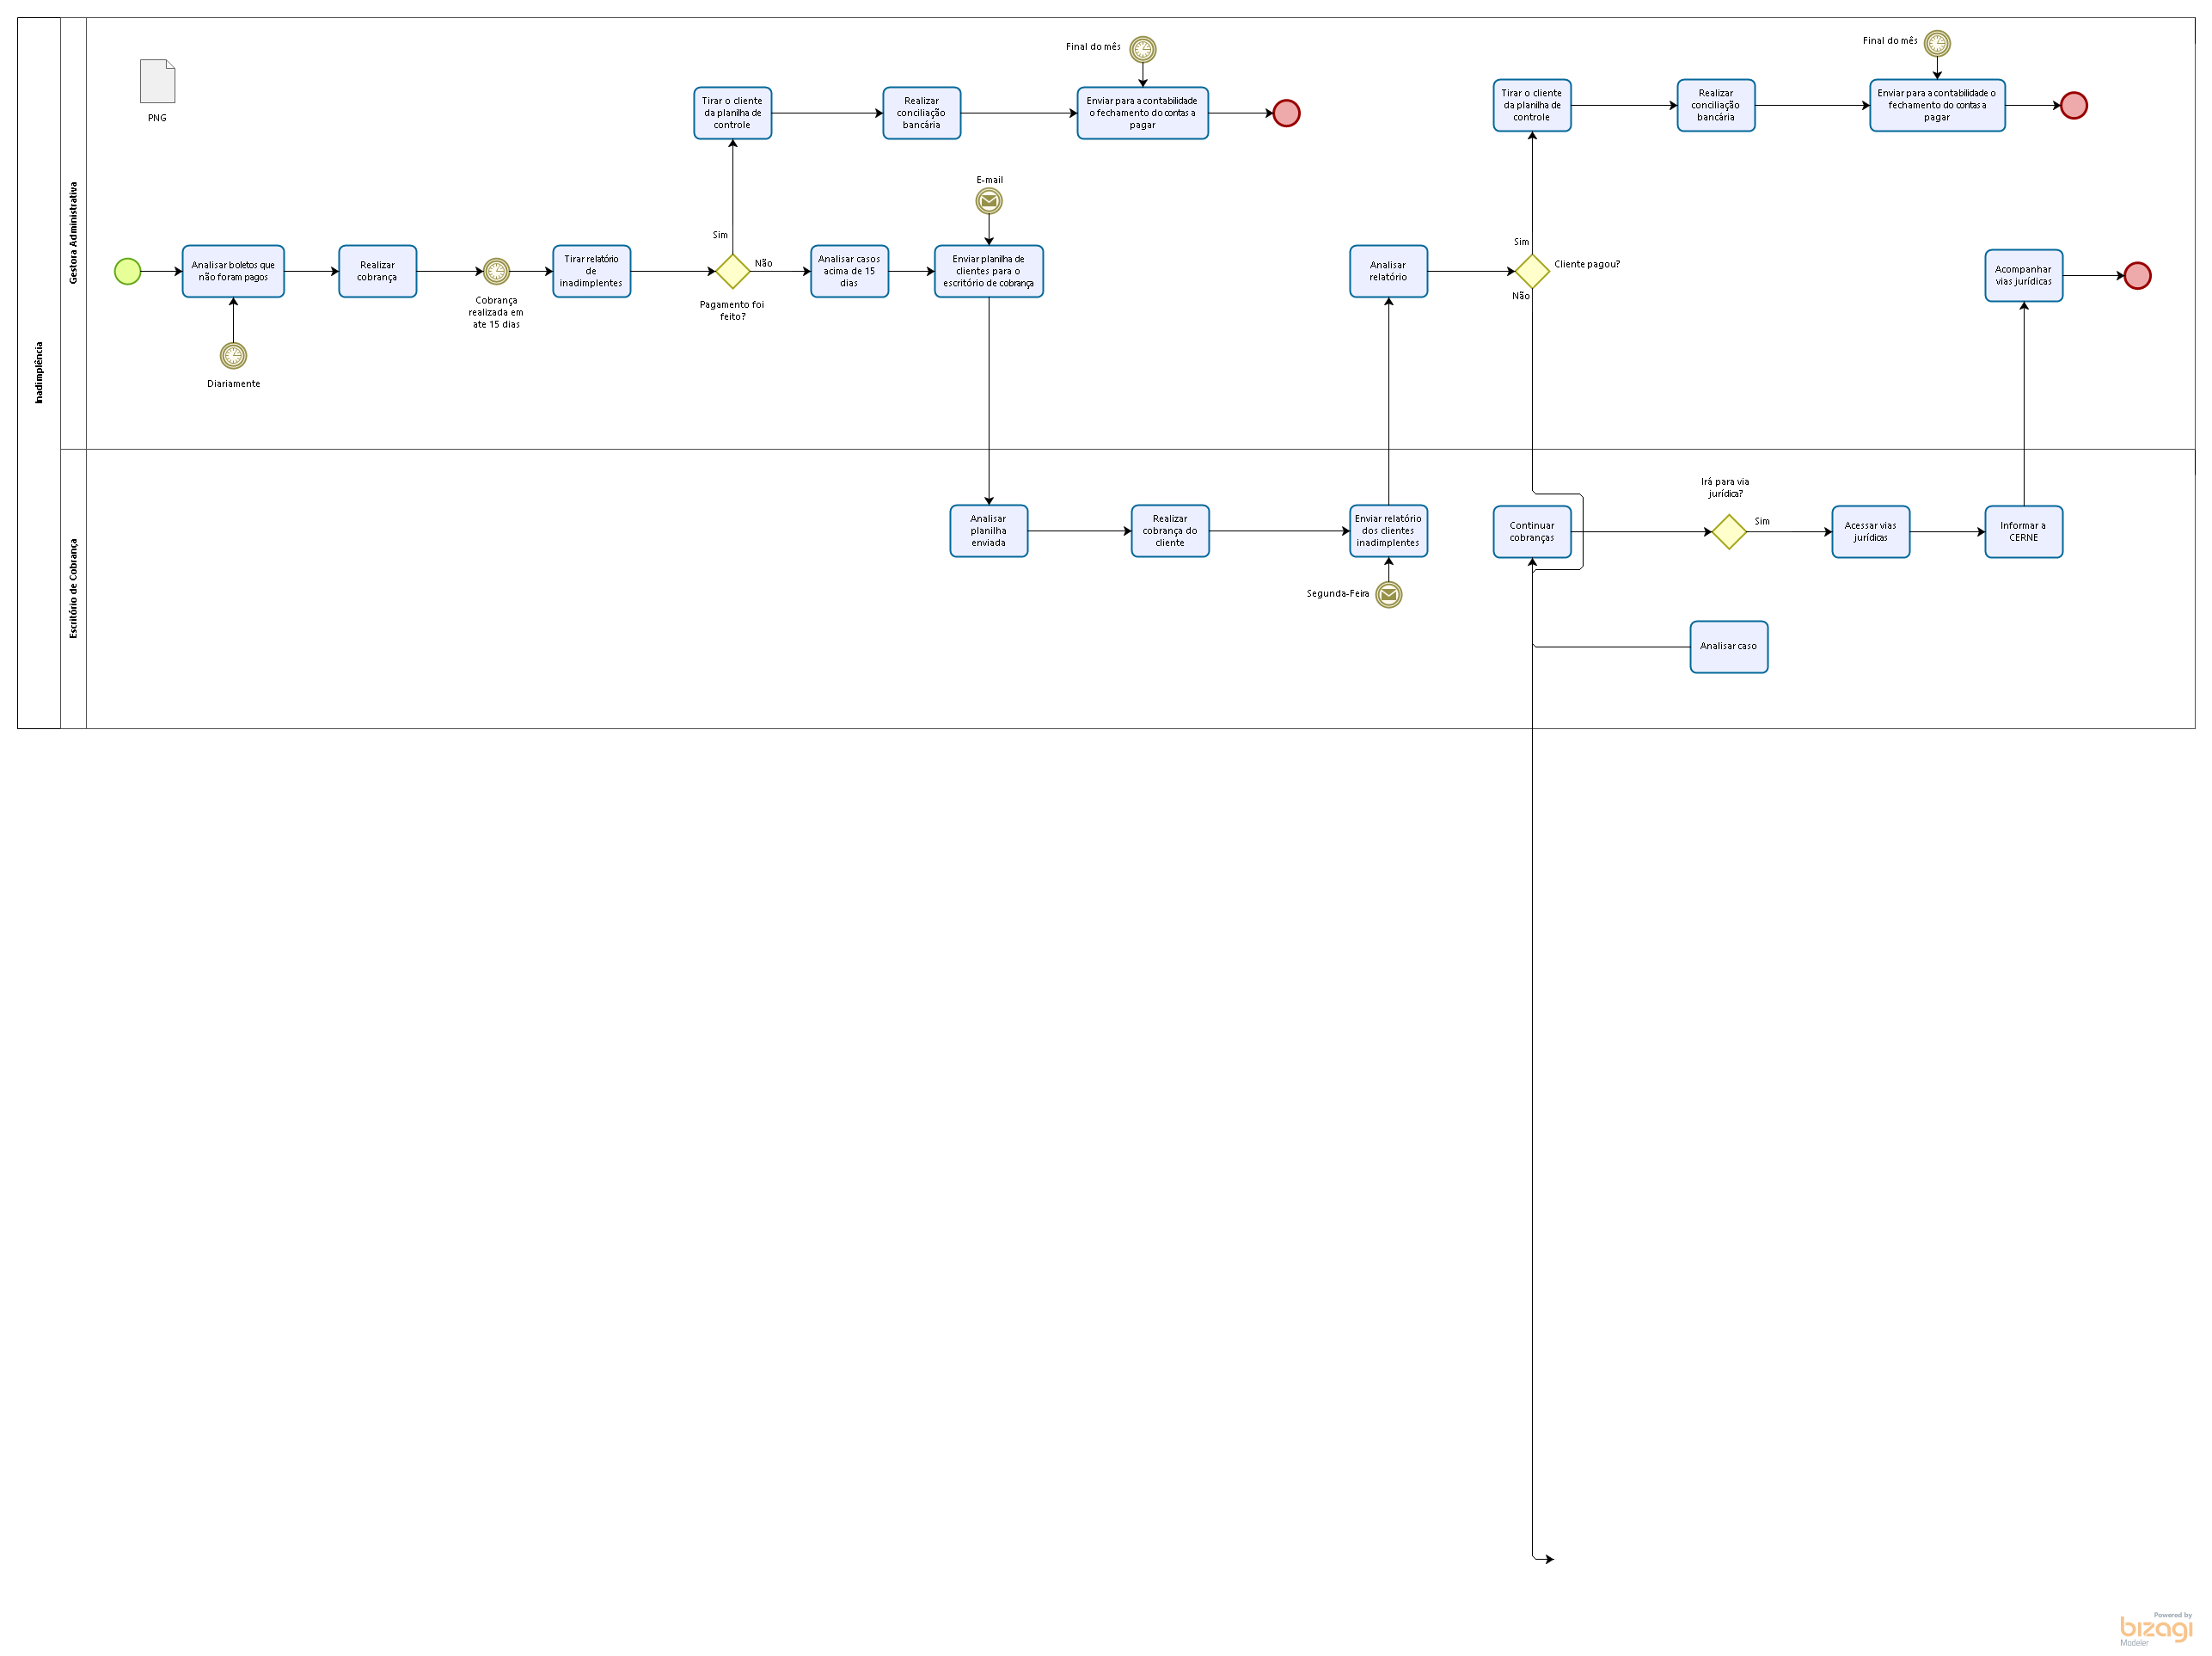 Inadimplência
Gestora Administrativa
PNG
Final do mês
Tirar o cliente
da planilha de
controle
Realizar
conciliação
bancária
Enviar para a contabilidade
o fechamento do contas a
pagar
Final do mês
Tirar o cliente
da planilha de
controle
Realizar
conciliação
bancária
Enviar para a contabilidade o
fechamento do contas a
pagar
E-mail
Analisar boletos que
não foram pagos
Diariamente
Realizar
cobrança
Cobrança
realizada em
ate 15 dias
Tirar relatório
de
inadimplentes
Sim
Não
Pagamento foi
feito?
Analisar casos
acima de 15
dias
Enviar planilha de
clientes para o
escritório de cobrança
Analisar
relatório
Sim
Cliente pagou?
Não
Acompanhar
vias jurídicas
Escritório de Cobrança
Analisar
planilha
enviada
Realizar
cobrança do
cliente
Enviar relatório
dos clientes
inadimplentes
Segunda-Feira
Continuar
cobranças
Irá para via
jurídica?
Sim
Acessar vias
jurídicas
Informar a
CERNE
Analisar caso
Powered by
bizagi
Modeler